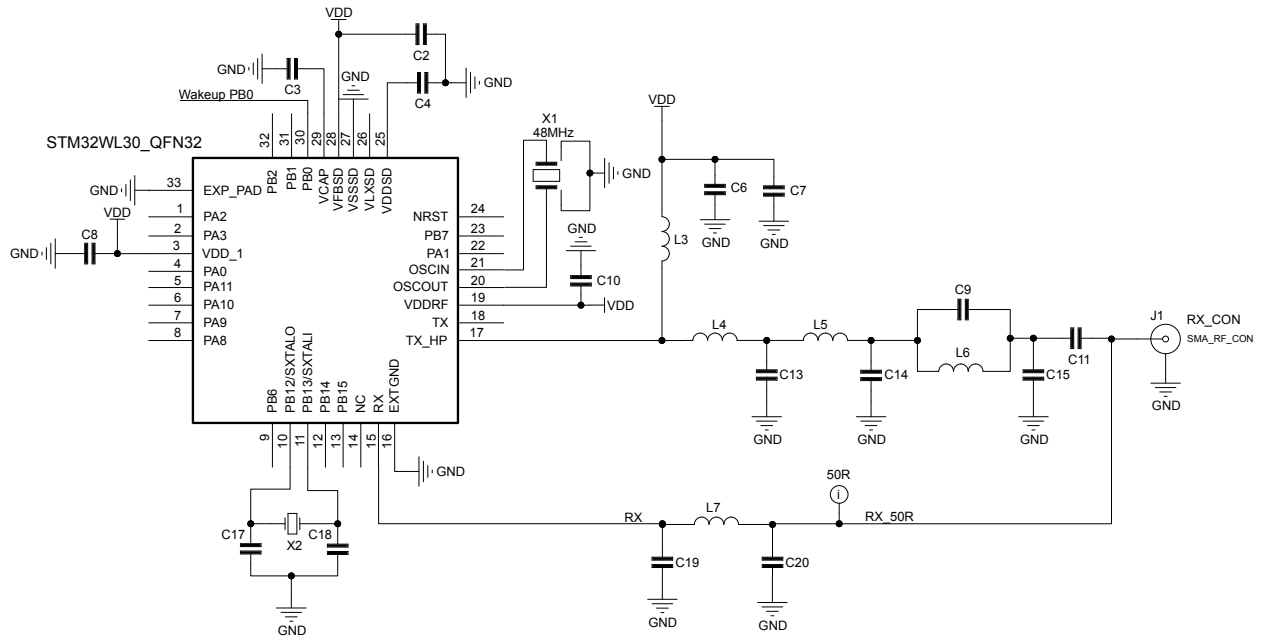 VDD
C2
GND
C3
GND
C4
GND
Wakeup PB0
X1
48MHz
VDD
STM32WL30_QFN32
32
31
30
29
28
27
26
25
PB2
PB1
PB0
VCAP
VFBSD
VSSSD
VLXSD
VDDSD
GND
C6
C7
GND
33
EXP_PAD
GND
GND
VDD
1
PA2
NRST
24
2
PA3
PB7
23
GND
C8
3
VDD_1
PA1
22
L3
4
PA0
OSCIN
21
GND
5
PA11
OSCOUT
20
C10
6
PA10
VDDRF
19
VDD
7
PA9
TX
18
8
PA8
TX_HP
17
L4
L5
C9
L6
C11
J1
RX_CON
SMA_RF_CON
C13
C14
C15
GND
GND
GND
GND
PB6
PB12/SXTALO
PB13/SXTALI
PB14
PB15
NC
RX
EXTGND
9
10
11
12
13
14
15
16
GND
50R
i
C17
X2
C18
RX
L7
RX_50R
C19
C20
GND
GND
GND